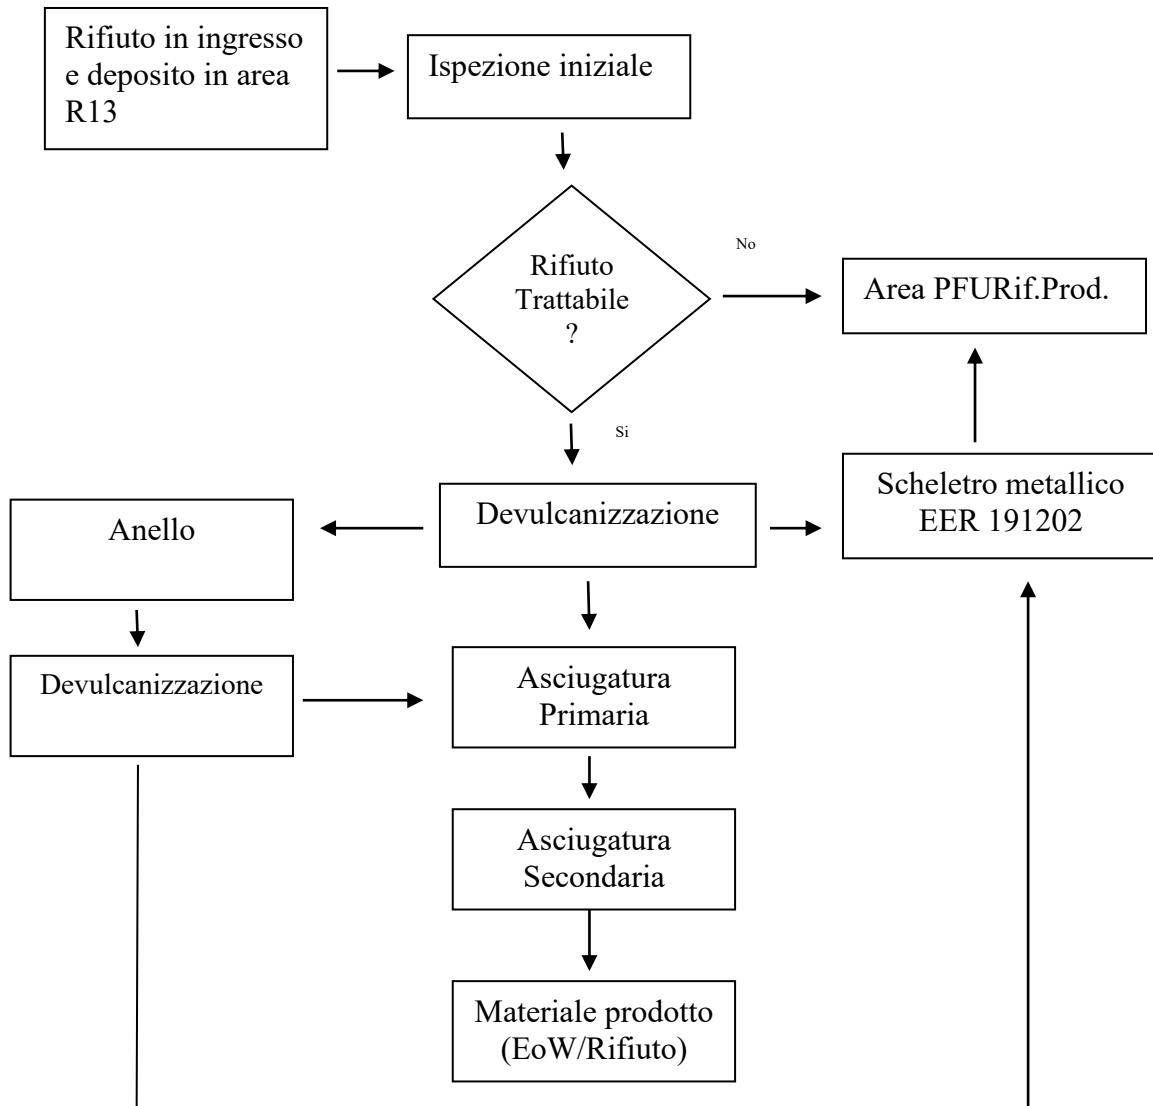 Rifiuto in ingresso
e deposito in area
R13
Ispezione iniziale
Rifiuto
Trattabile
?
No
Area PFURif.Prod.
Si
Scheletro metallico
EER 191202
Devulcanizzazione
Anello
Devulcanizzazione
Asciugatura
Primaria
Asciugatura
Secondaria
Materiale prodotto
(EoW/Rifiuto)